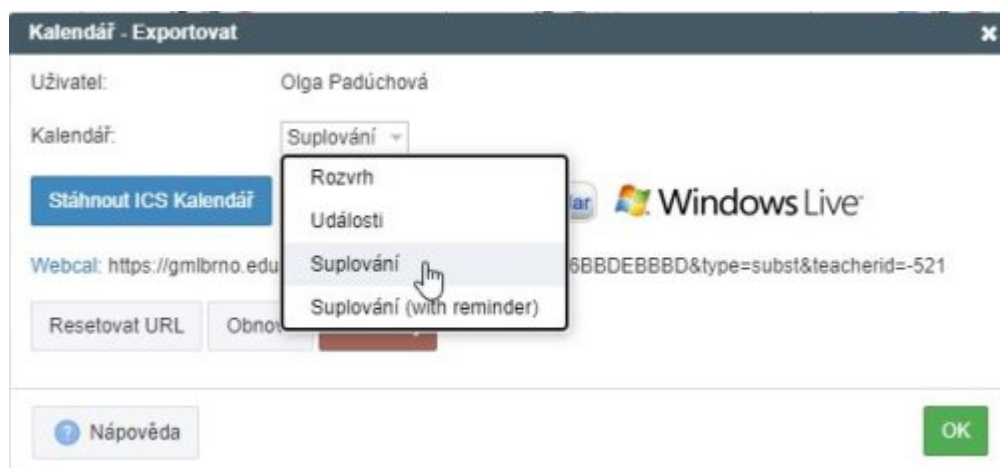 Kalendář - Exportovat
Uživatel: Olga Padúchová
Kalendář: Suplování
Rozvrh
Události
Suplování
Suplování (with reminder)
Stáhnout ICS Kalendář
Windows Live
Webcal: https://gmlbrno.edu 6BBDEBBBD&type=subst&teacherid=-521
Resetovat URL
Nápověda
OK